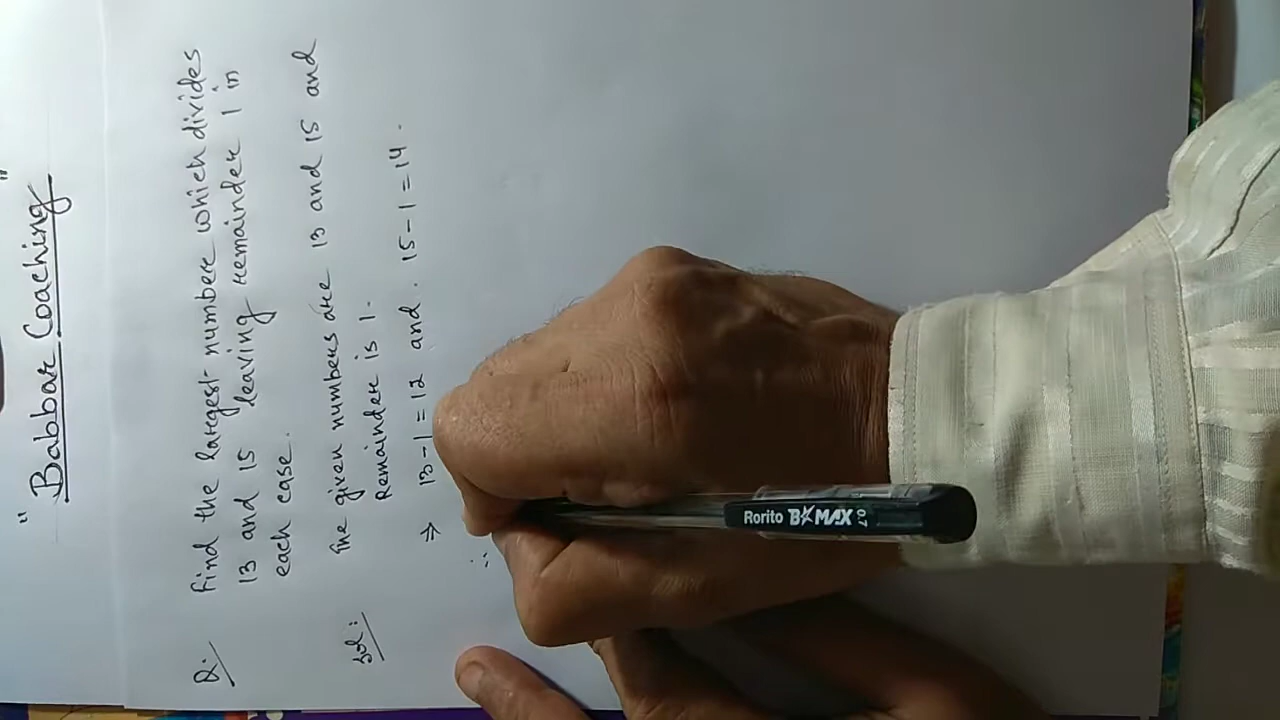 " Babbar Coaching "
Q. Find the largest number which divides
13 and 15 leaving remainder 1 in
each case.
Sol: The given numbers are 13 and 15 and
Remainder is 1.
⇒ 13 - 1 = 12 and . 15 - 1 = 14 .
∴
Rorito B MAX 0.7